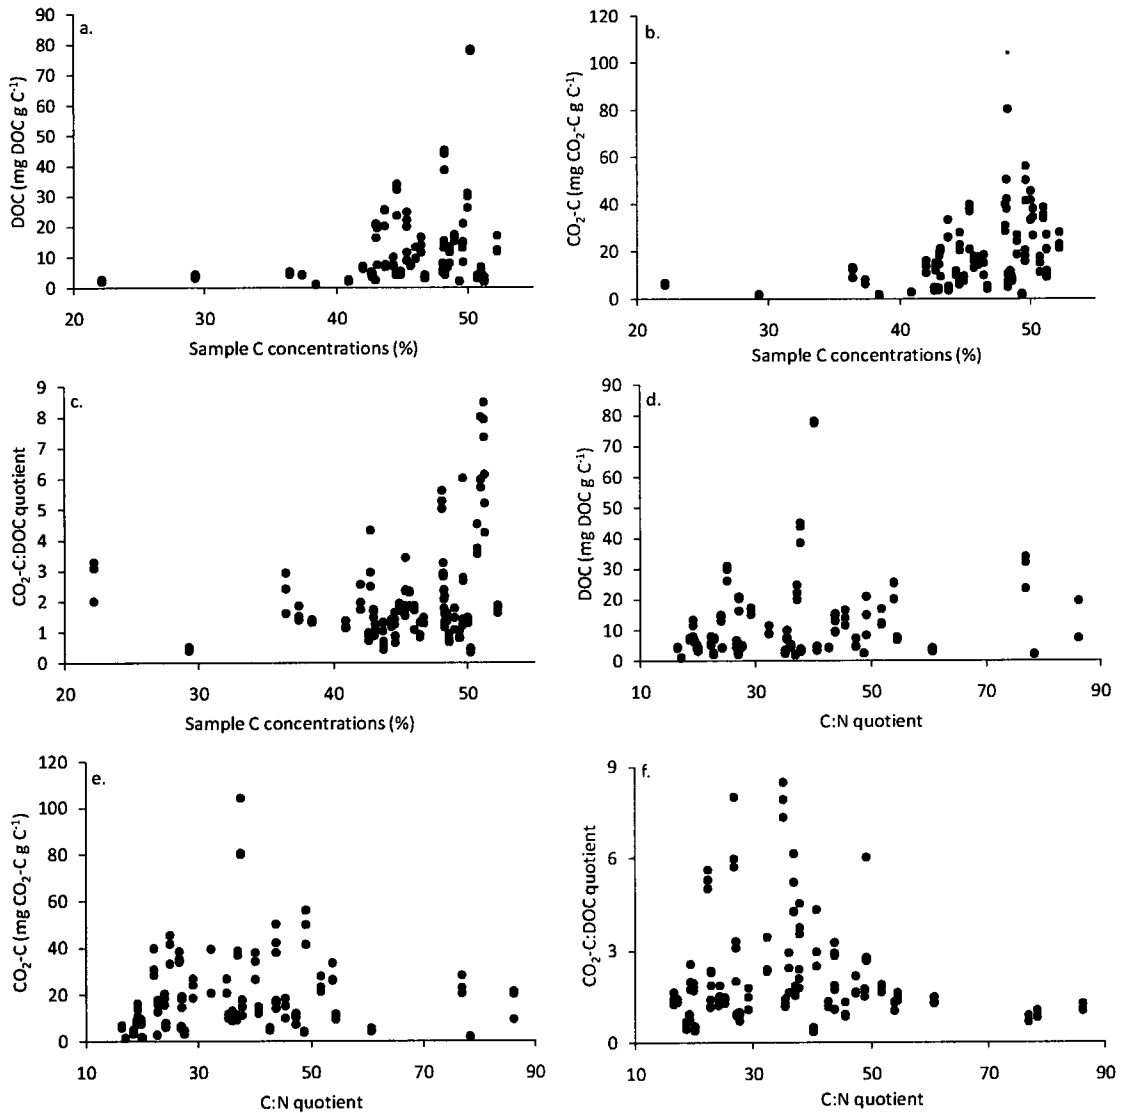 a.
DOC (mg DOC g C⁻¹)
90
80
70
60
50
40
30
20
10
0
20 30 40 50
Sample C concentrations (%)
b.
CO₂-C (mg CO₂-C g C⁻¹)
120
100
80
60
40
20
0
20 30 40 50
Sample C concentrations (%)
c.
CO₂-C:DOC quotient
9
8
7
6
5
4
3
2
1
0
20 30 40 50
Sample C concentrations (%)
d.
DOC (mg DOC g C⁻¹)
90
80
70
60
50
40
30
20
10
0
10 30 50 70 90
C:N quotient
e.
CO₂-C (mg CO₂-C g C⁻¹)
120
100
80
60
40
20
0
10 30 50 70 90
C:N quotient
f.
CO₂-C:DOC quotient
9
6
3
0
10 30 50 70 90
C:N quotient